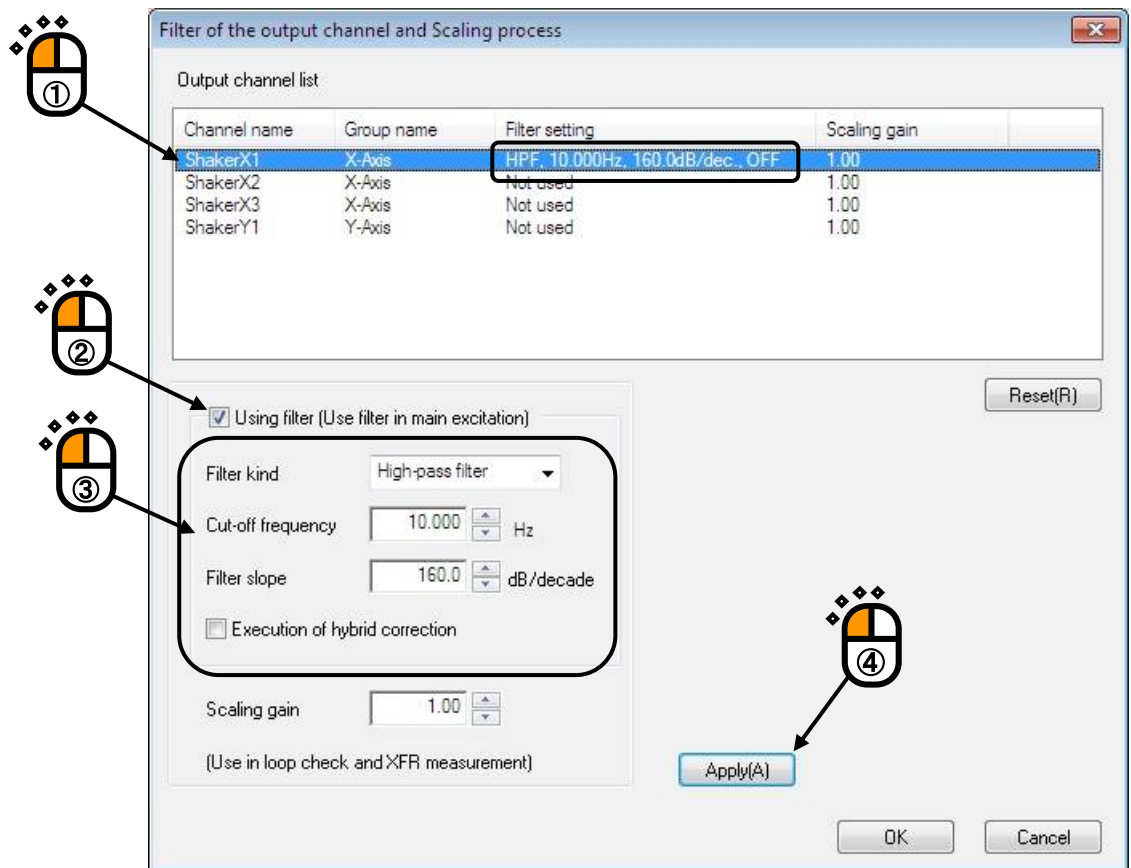 Filter of the output channel and Scaling process
Output channel list
①
Channel name Group name Filter setting Scaling gain
ShakerX1 X-Axis HPF, 10.000Hz, 160.0dB/dec., OFF 1.00
ShakerX2 X-Axis Not used 1.00
ShakerX3 X-Axis Not used 1.00
ShakerY1 Y-Axis Not used 1.00
②
Reset(R)
Using filter (Use filter in main excitation)
③
Filter kind High-pass filter
Cut-off frequency 10.000 Hz
Filter slope 160.0 dB/decade
Execution of hybrid correction
④
Scaling gain 1.00
(Use in loop check and XFR measurement)
Apply(A)
OK Cancel